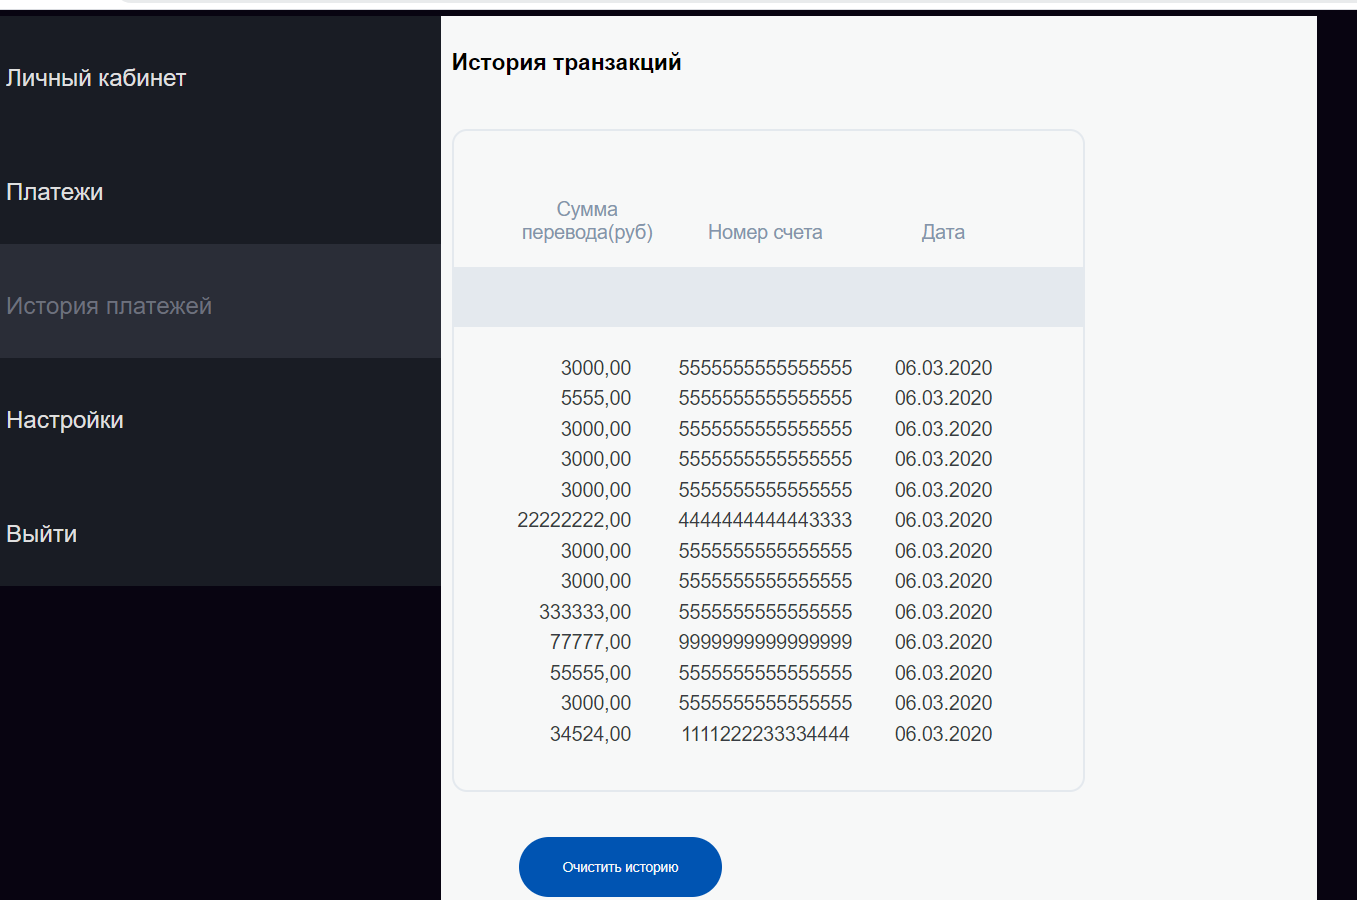 Личный кабинет
Платежи
История платежей
Настройки
Выйти
История транзакций
Сумма
перевода(руб) Номер счета Дата
3000,00 5555555555555555 06.03.2020
5555,00 5555555555555555 06.03.2020
3000,00 5555555555555555 06.03.2020
3000,00 5555555555555555 06.03.2020
3000,00 5555555555555555 06.03.2020
22222222,00 4444444444443333 06.03.2020
3000,00 5555555555555555 06.03.2020
3000,00 5555555555555555 06.03.2020
333333,00 5555555555555555 06.03.2020
77777,00 9999999999999999 06.03.2020
55555,00 5555555555555555 06.03.2020
3000,00 5555555555555555 06.03.2020
34524,00 1111222233334444 06.03.2020
Очистить историю